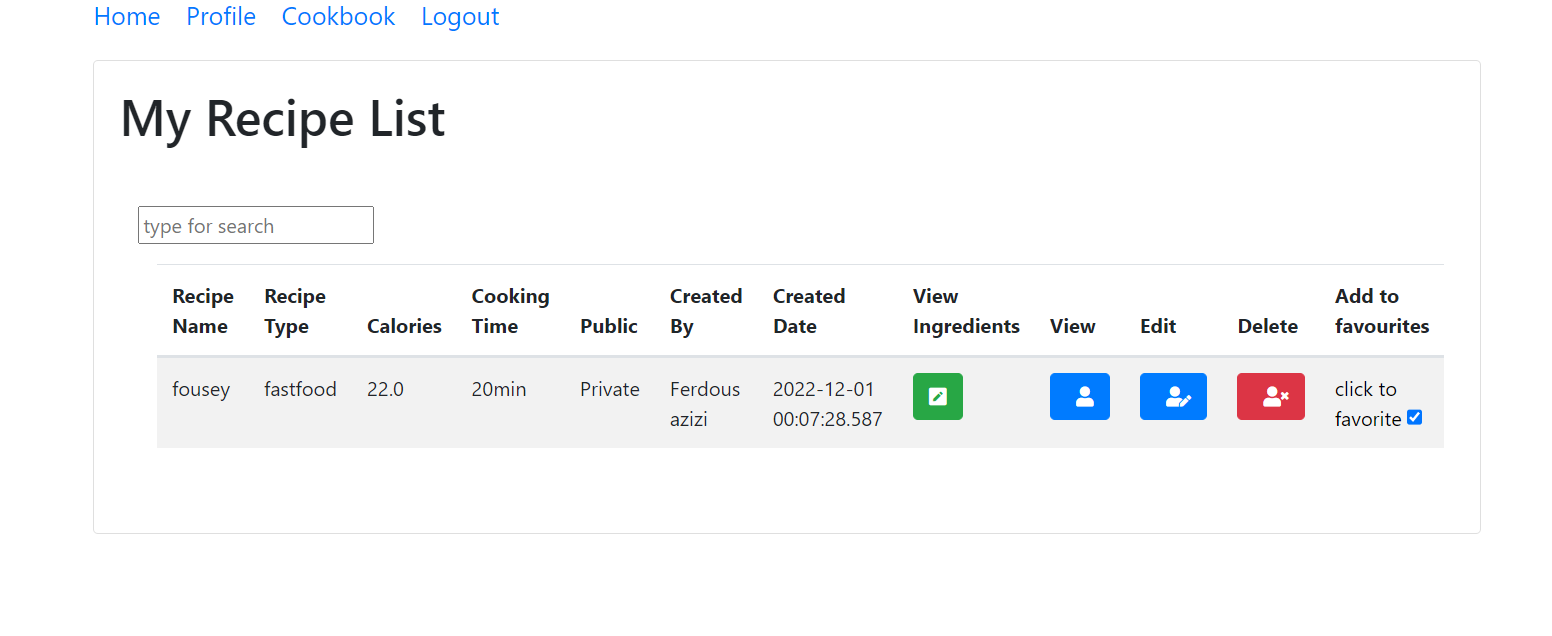 Home Profile Cookbook Logout
My Recipe List
type for search
Recipe Name Recipe Type Calories Cooking Time Public Created By Created Date View Ingredients View Edit Delete Add to favourites
fousey fastfood 22.0 20min Private Ferdous azizi 2022-12-01 00:07:28.587 click to favorite